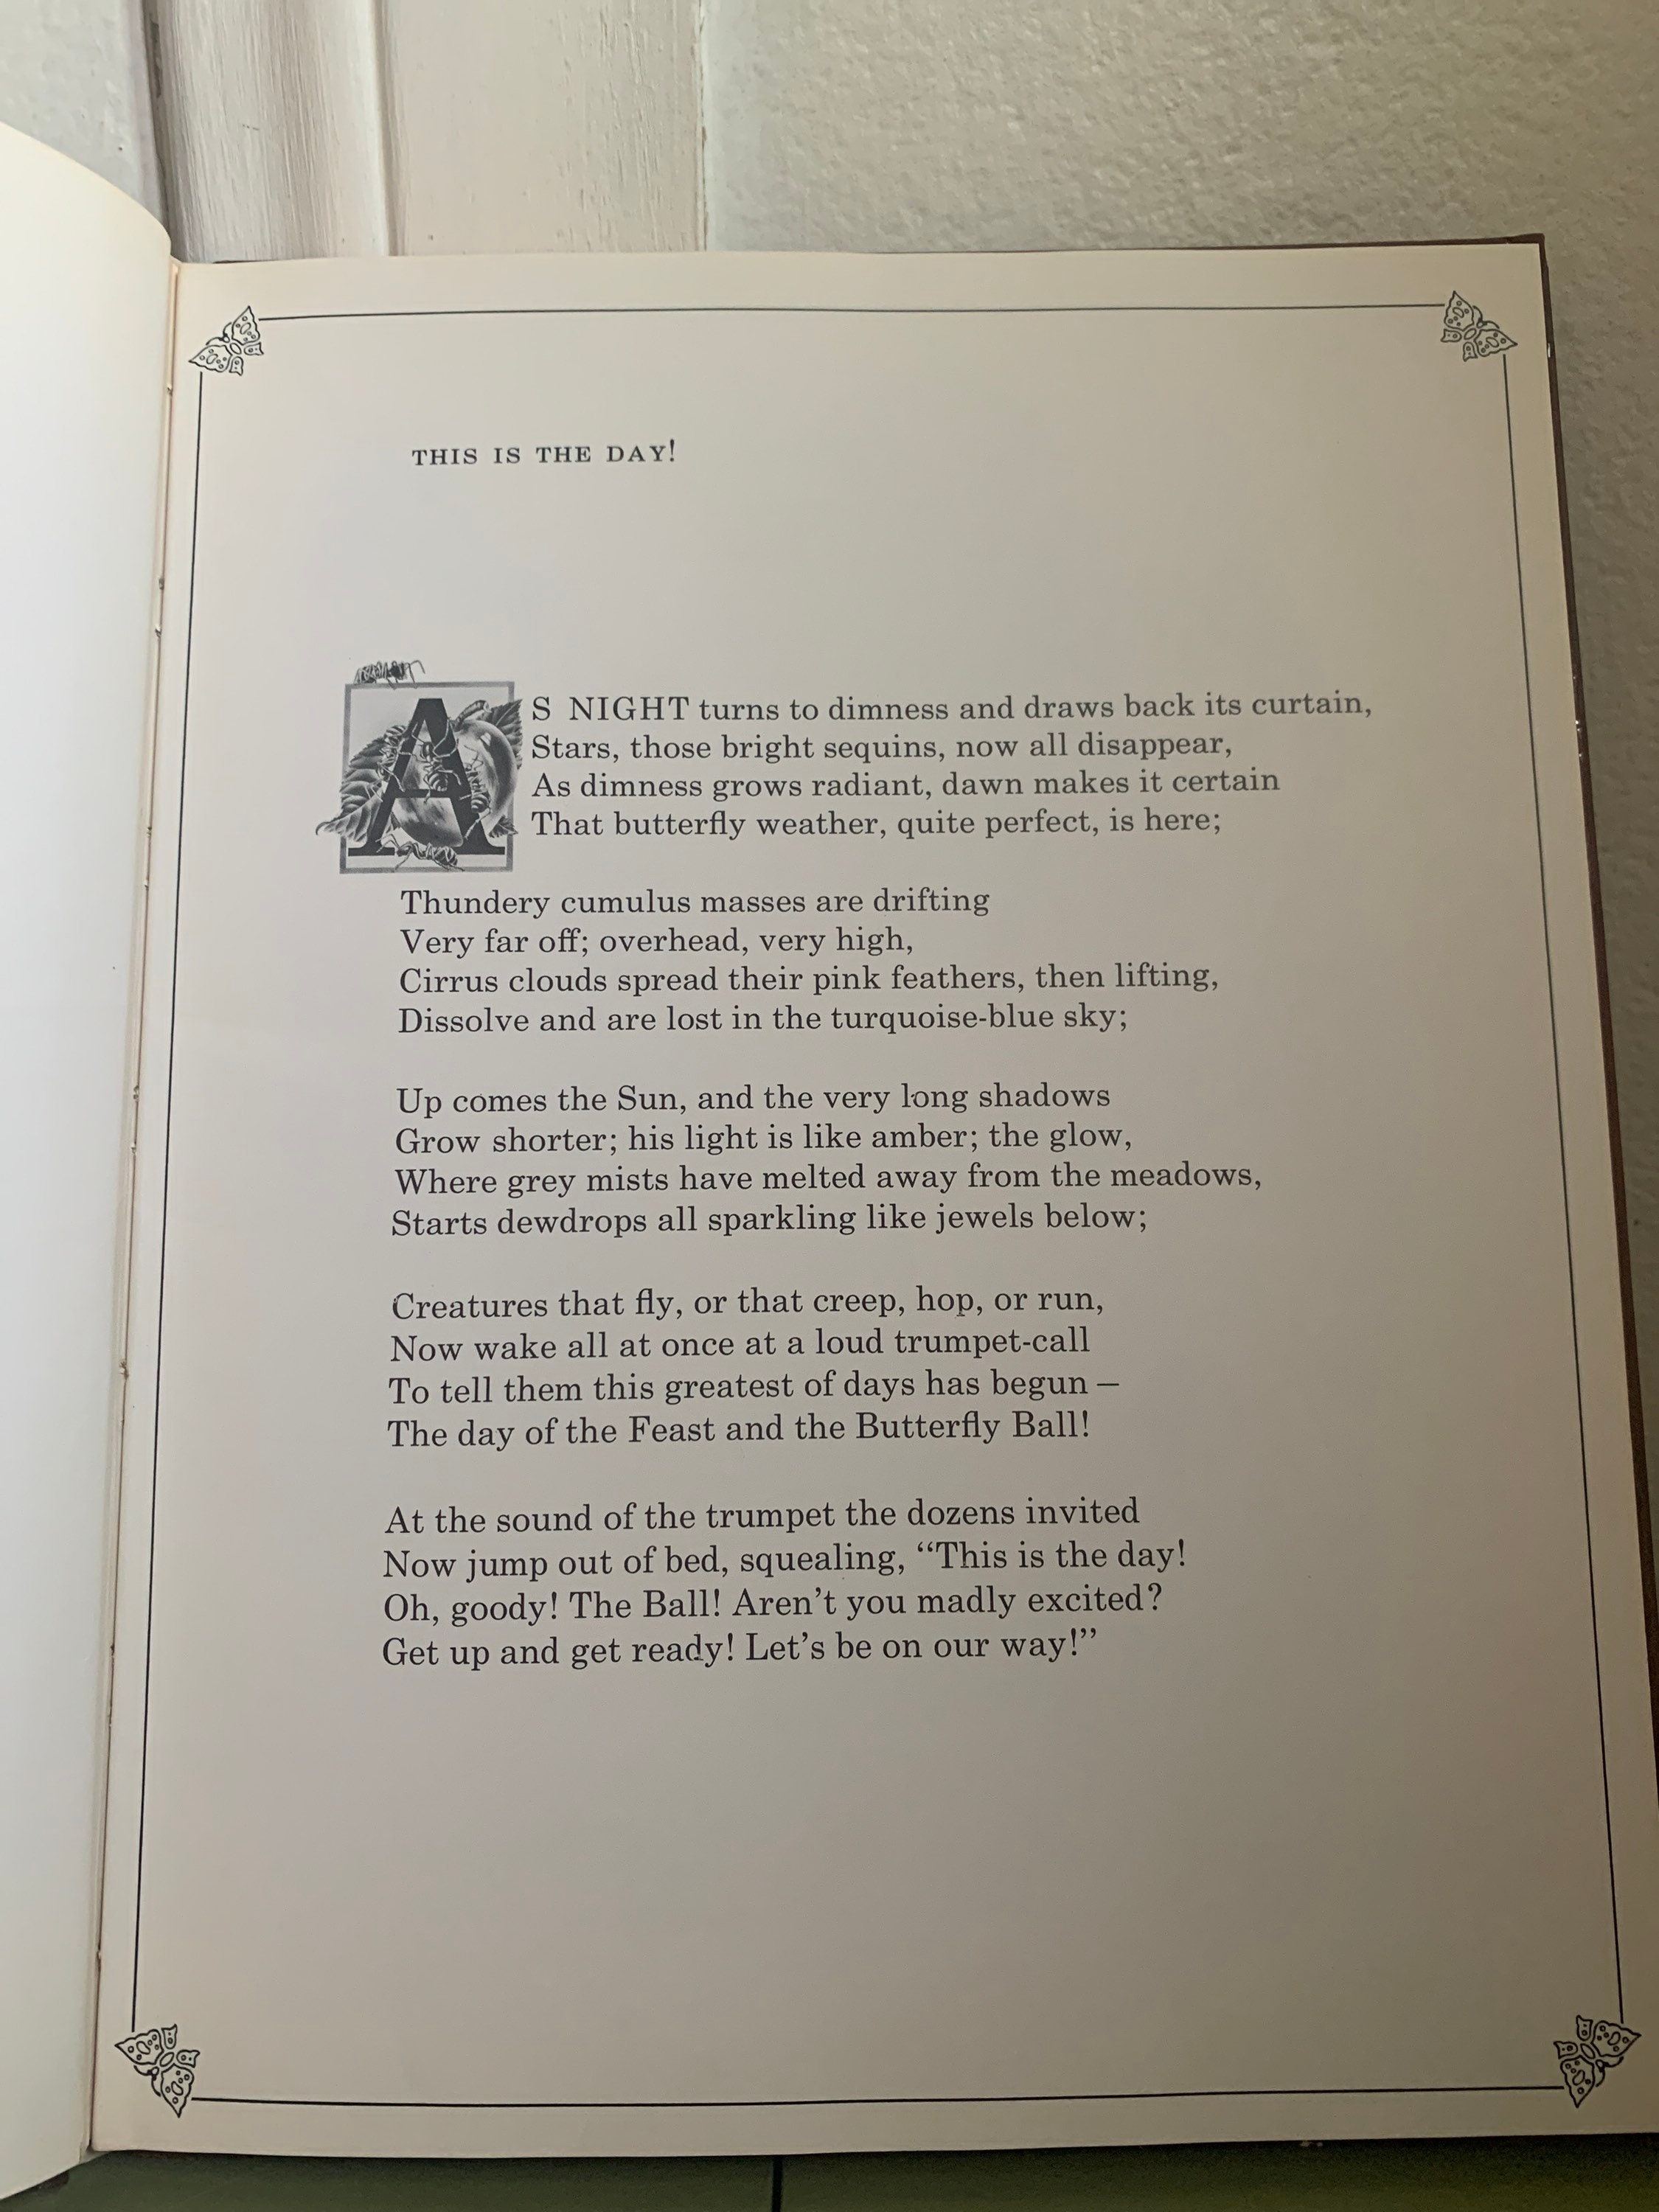 THIS IS THE DAY!
AS NIGHT turns to dimness and draws back its curtain,
Stars, those bright sequins, now all disappear,
As dimness grows radiant, dawn makes it certain
That butterfly weather, quite perfect, is here;
Thundery cumulus masses are drifting
Very far off; overhead, very high,
Cirrus clouds spread their pink feathers, then lifting,
Dissolve and are lost in the turquoise-blue sky;
Up comes the Sun, and the very long shadows
Grow shorter; his light is like amber; the glow,
Where grey mists have melted away from the meadows,
Starts dewdrops all sparkling like jewels below;
Creatures that fly, or that creep, hop, or run,
Now wake all at once at a loud trumpet-call
To tell them this greatest of days has begun —
The day of the Feast and the Butterfly Ball!
At the sound of the trumpet the dozens invited
Now jump out of bed, squealing, “This is the day!
Oh, goody! The Ball! Aren’t you madly excited?
Get up and get ready! Let’s be on our way!”